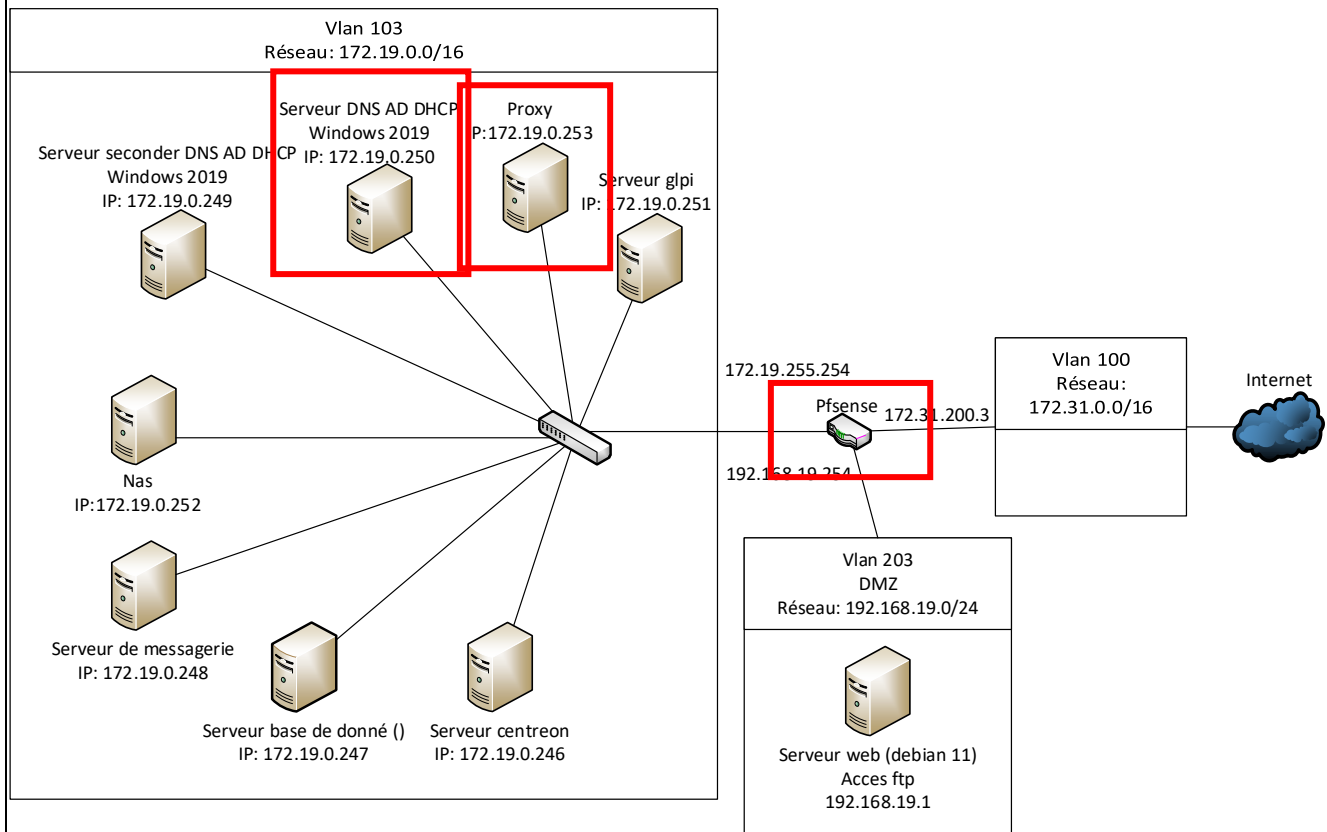 Vlan 103
Réseau: 172.19.0.0/16
Serveur DNS AD DHCP
Windows 2019
IP: 172.19.0.250
Proxy
IP:172.19.0.253
Serveur seconder DNS AD DHCP
Windows 2019
IP: 172.19.0.249
Serveur glpi
IP: 172.19.0.251
Nas
IP:172.19.0.252
Serveur de messagerie
IP: 172.19.0.248
Serveur base de donné ()
IP: 172.19.0.247
Serveur centreon
IP: 172.19.0.246
172.19.255.254
Pfsense
172.31.200.3
192.168.19.254
Vlan 100
Réseau:
172.31.0.0/16
Internet
Vlan 203
DMZ
Réseau: 192.168.19.0/24
Serveur web (debian 11)
Acces ftp
192.168.19.1